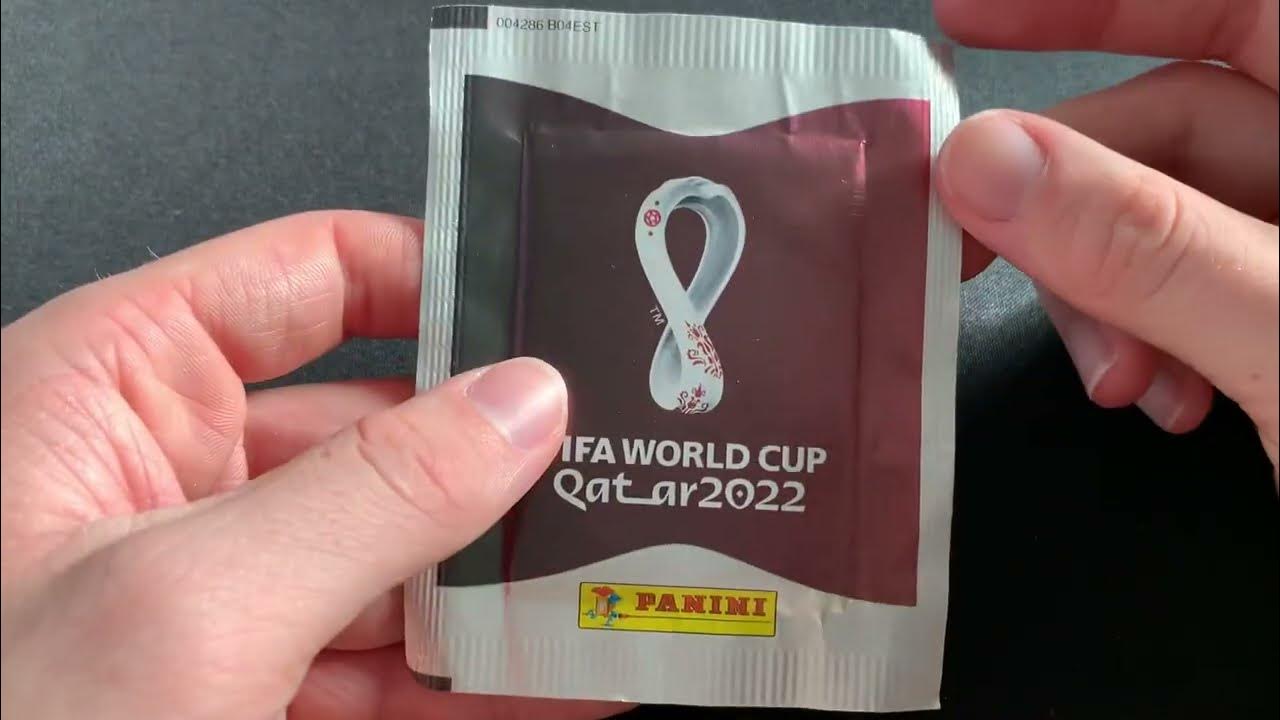 004286 B04EST
TM
IFA WORLD CUP
Qatar2022
PANINI